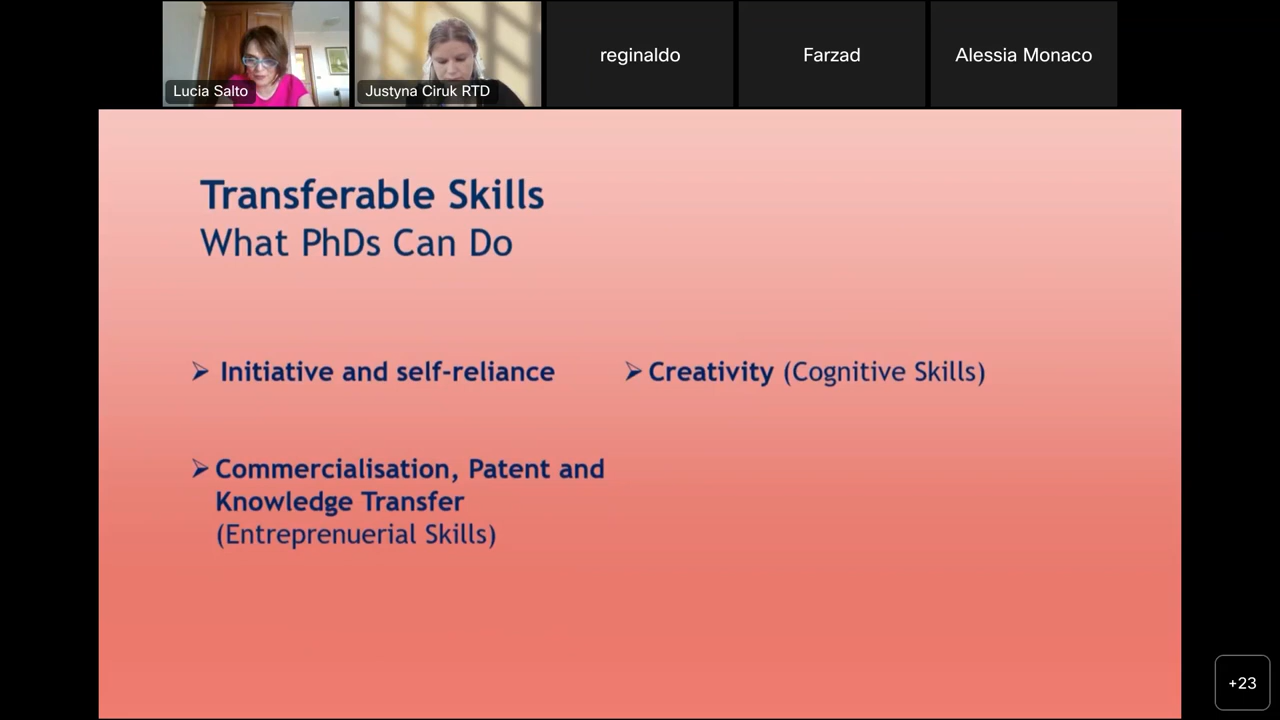 Lucia Salto
Justyna Ciruk RTD
reginaldo
Farzad
Alessia Monaco
Transferable Skills
What PhDs Can Do
➢ Initiative and self-reliance
➢ Creativity (Cognitive Skills)
➢ Commercialisation, Patent and
Knowledge Transfer
(Entreprenuerial Skills)
+23